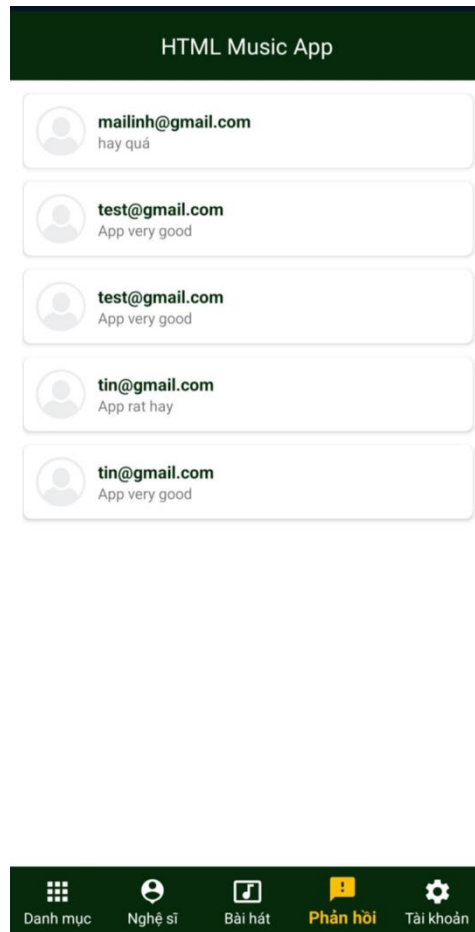 HTML Music App
mailinh@gmail.com
hay quá
test@gmail.com
App very good
test@gmail.com
App very good
tin@gmail.com
App rat hay
tin@gmail.com
App very good
Danh mục
Nghệ sĩ
Bài hát
Phản hồi
Tài khoản